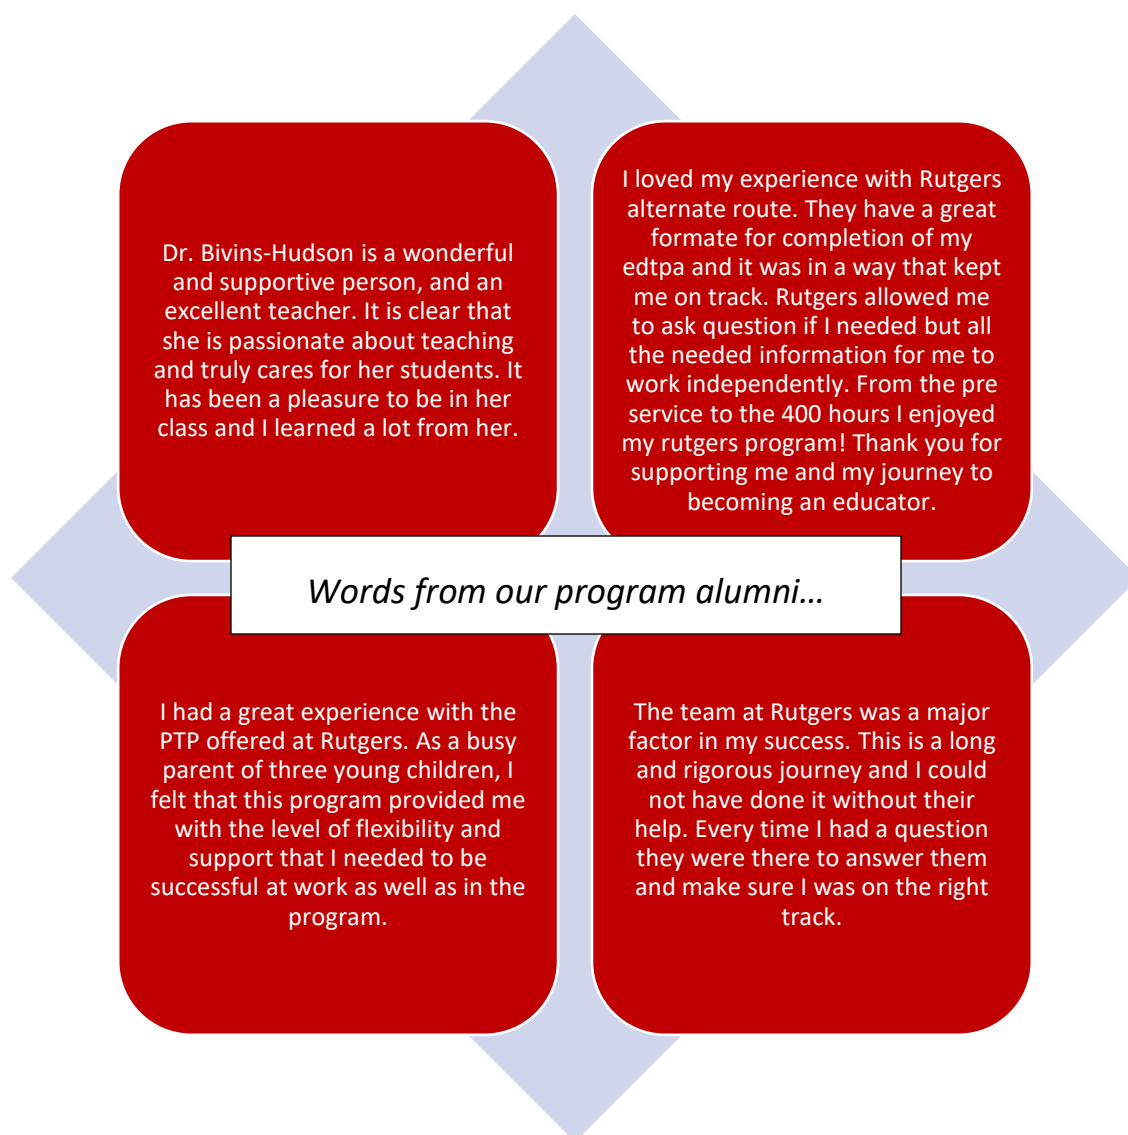 Dr. Bivins-Hudson is a wonderful
and supportive person, and an
excellent teacher. It is clear that
she is passionate about teaching
and truly cares for her students. It
has been a pleasure to be in her
class and I learned a lot from her.
I loved my experience with Rutgers
alternate route. They have a great
formate for completion of my
edtpa and it was in a way that kept
me on track. Rutgers allowed me
to ask question if I needed but all
the needed information for me to
work independently. From the pre
service to the 400 hours I enjoyed
my rutgers program! Thank you for
supporting me and my journey to
becoming an educator.
Words from our program alumni…
I had a great experience with the
PTP offered at Rutgers. As a busy
parent of three young children, I
felt that this program provided me
with the level of flexibility and
support that I needed to be
successful at work as well as in the
program.
The team at Rutgers was a major
factor in my success. This is a long
and rigorous journey and I could
not have done it without their
help. Every time I had a question
they were there to answer them
and make sure I was on the right
track.